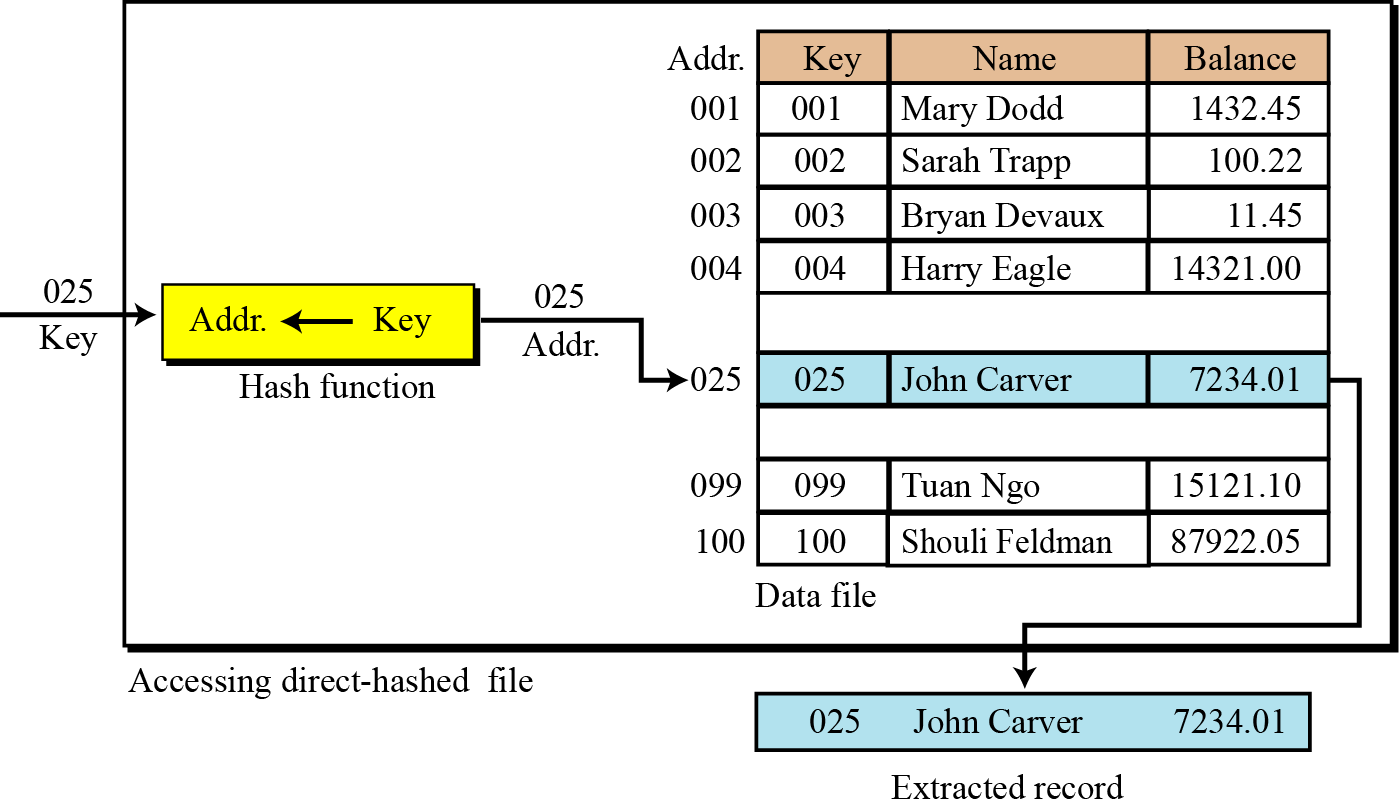 Addr. Key Name Balance
001 001 Mary Dodd 1432.45
002 002 Sarah Trapp 100.22
003 003 Bryan Devaux 11.45
004 004 Harry Eagle 14321.00
025
Key
Addr. Key
Hash function
025
Addr.
025 025 John Carver 7234.01
099 099 Tuan Ngo 15121.10
100 100 Shouli Feldman 87922.05
Data file
Accessing direct-hashed file
025 John Carver 7234.01
Extracted record